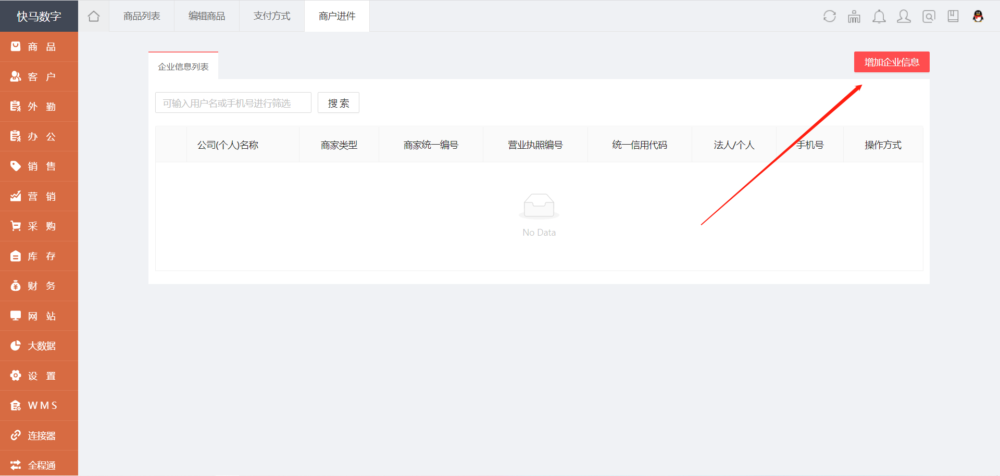 快马数字
商品列表
编辑商品
支付方式
商户进件
商 品
客 户
外 勤
办 公
销 售
营 销
采 购
库 存
财 务
网 站
大数据
设 置
W M S
连接器
全程通
企业信息列表
增加企业信息
可输入用户名或手机号进行筛选
搜 索
公司(个人)名称
商家类型
商家统一编号
营业执照编号
统一信用代码
法人/个人
手机号
操作方式
No Data